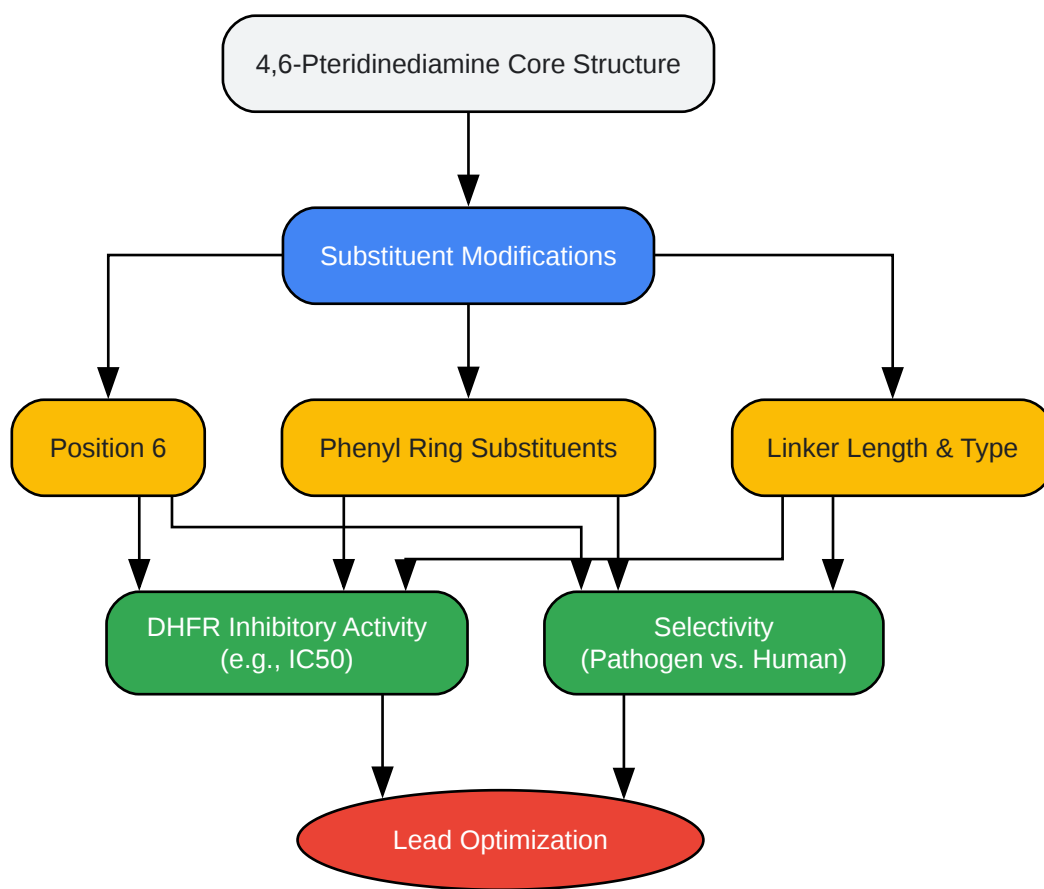 4,6-Pteridinediamine Core Structure
Substituent Modifications
Position 6
Phenyl Ring Substituents
Linker Length & Type
DHFR Inhibitory Activity
(e.g., IC50)
Selectivity
(Pathogen vs. Human)
Lead Optimization